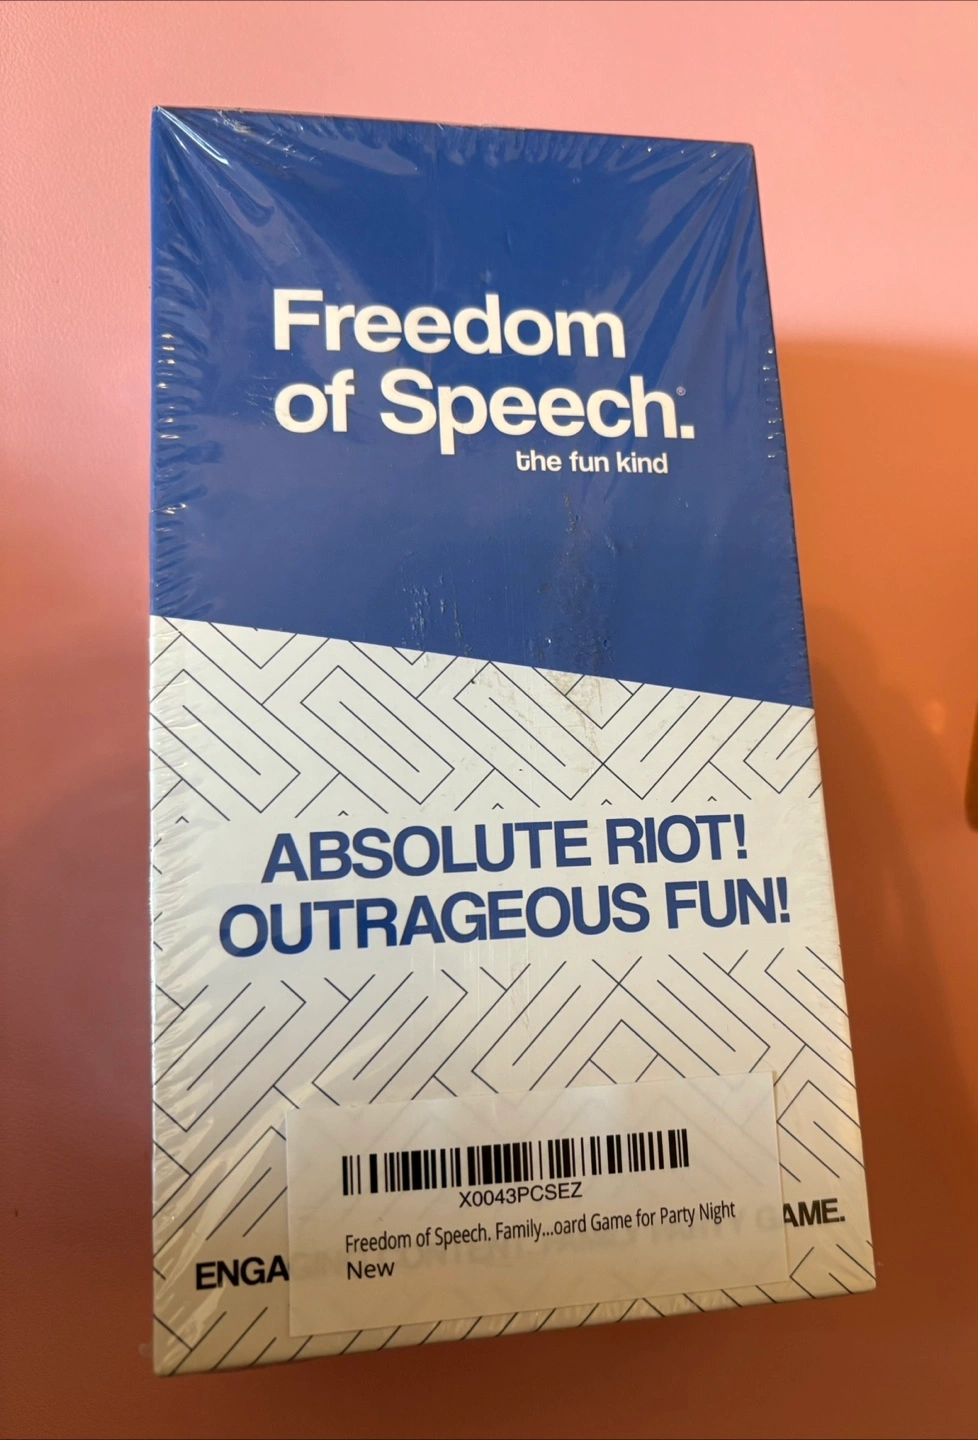 Freedom
of Speech.®
the fun kind
ABSOLUTE RIOT!
OUTRAGEOUS FUN!
X0043PCSEZ
Freedom of Speech. Family...oard Game for Party Night
New
ENGA AME.